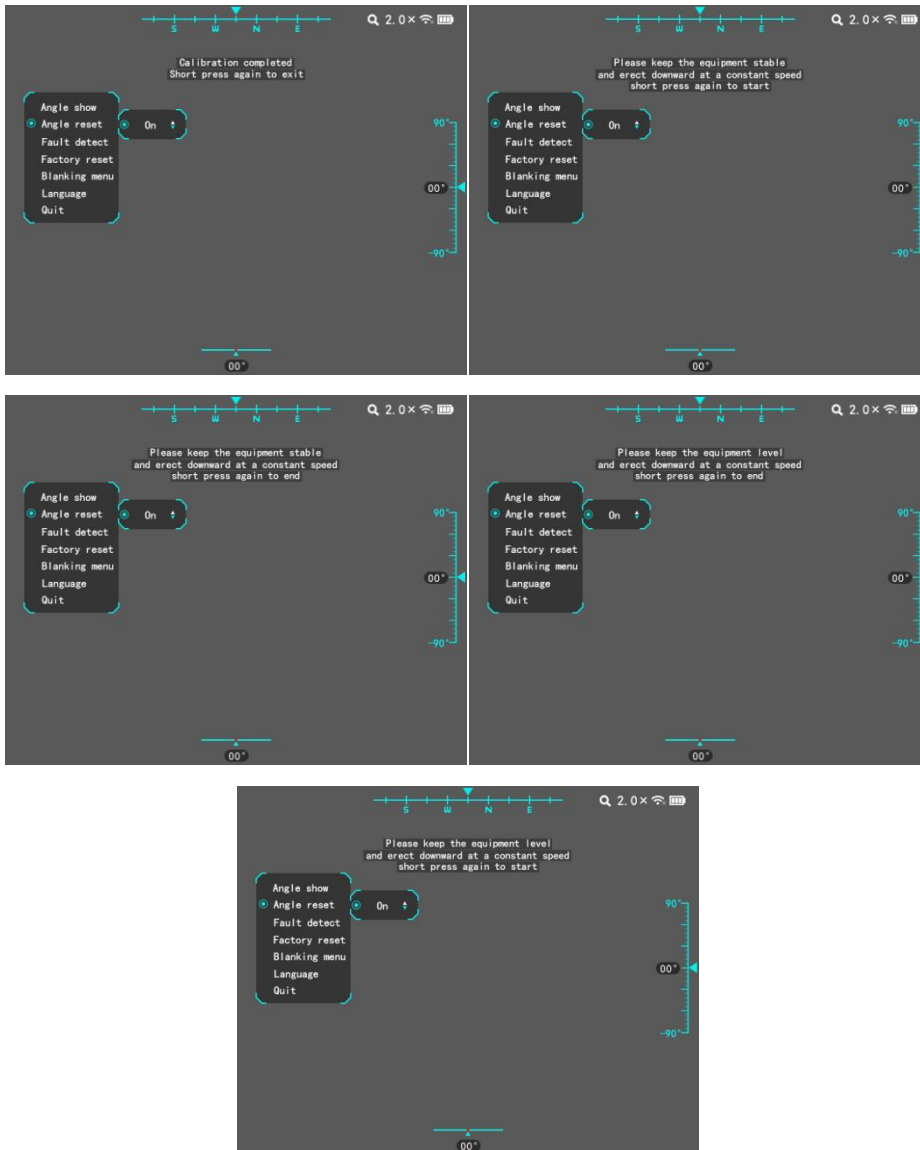 2.0×
S W N E
Calibration completed
Short press again to exit
Angle show
Angle reset
On
Fault detect
Factory reset
Blanking menu
Language
Quit
90°
00°
-90°
00°
2.0×
S W N E
Please keep the equipment stable
and erect downward at a constant speed
short press again to start
Angle show
Angle reset
On
Fault detect
Factory reset
Blanking menu
Language
Quit
90°
00°
-90°
00°
2.0×
S W N E
Please keep the equipment stable
and erect downward at a constant speed
short press again to end
Angle show
Angle reset
On
Fault detect
Factory reset
Blanking menu
Language
Quit
90°
00°
-90°
00°
2.0×
S W N E
Please keep the equipment level
and erect downward at a constant speed
short press again to end
Angle show
Angle reset
On
Fault detect
Factory reset
Blanking menu
Language
Quit
90°
00°
-90°
00°
2.0×
S W N E
Please keep the equipment level
and erect downward at a constant speed
short press again to start
Angle show
Angle reset
On
Fault detect
Factory reset
Blanking menu
Language
Quit
90°
00°
-90°
00°